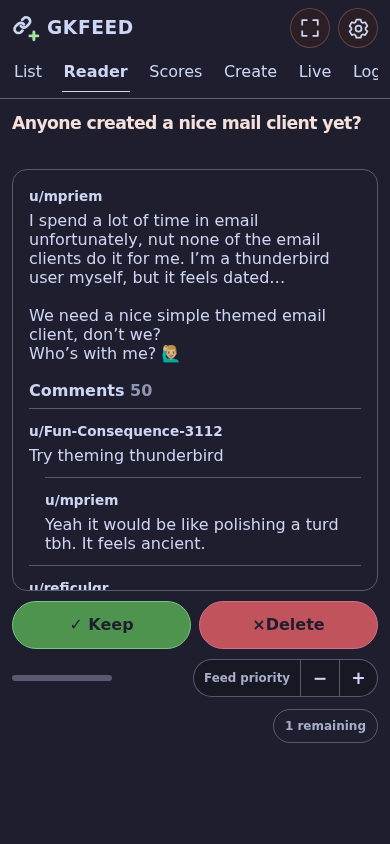 GKFEED
List Reader Scores Create Live Log
Anyone created a nice mail client yet?
u/mpriem
I spend a lot of time in email
unfortunately, nut none of the email
clients do it for me. I’m a thunderbird
user myself, but it feels dated…
We need a nice simple themed email
client, don’t we?
Who’s with me? 🙋🏼‍♂️
Comments 50
u/Fun-Consequence-3112
Try theming thunderbird
u/mpriem
Yeah it would be like polishing a turd
tbh. It feels ancient.
u/reficulgr
✓ Keep
×Delete
Feed priority − +
1 remaining